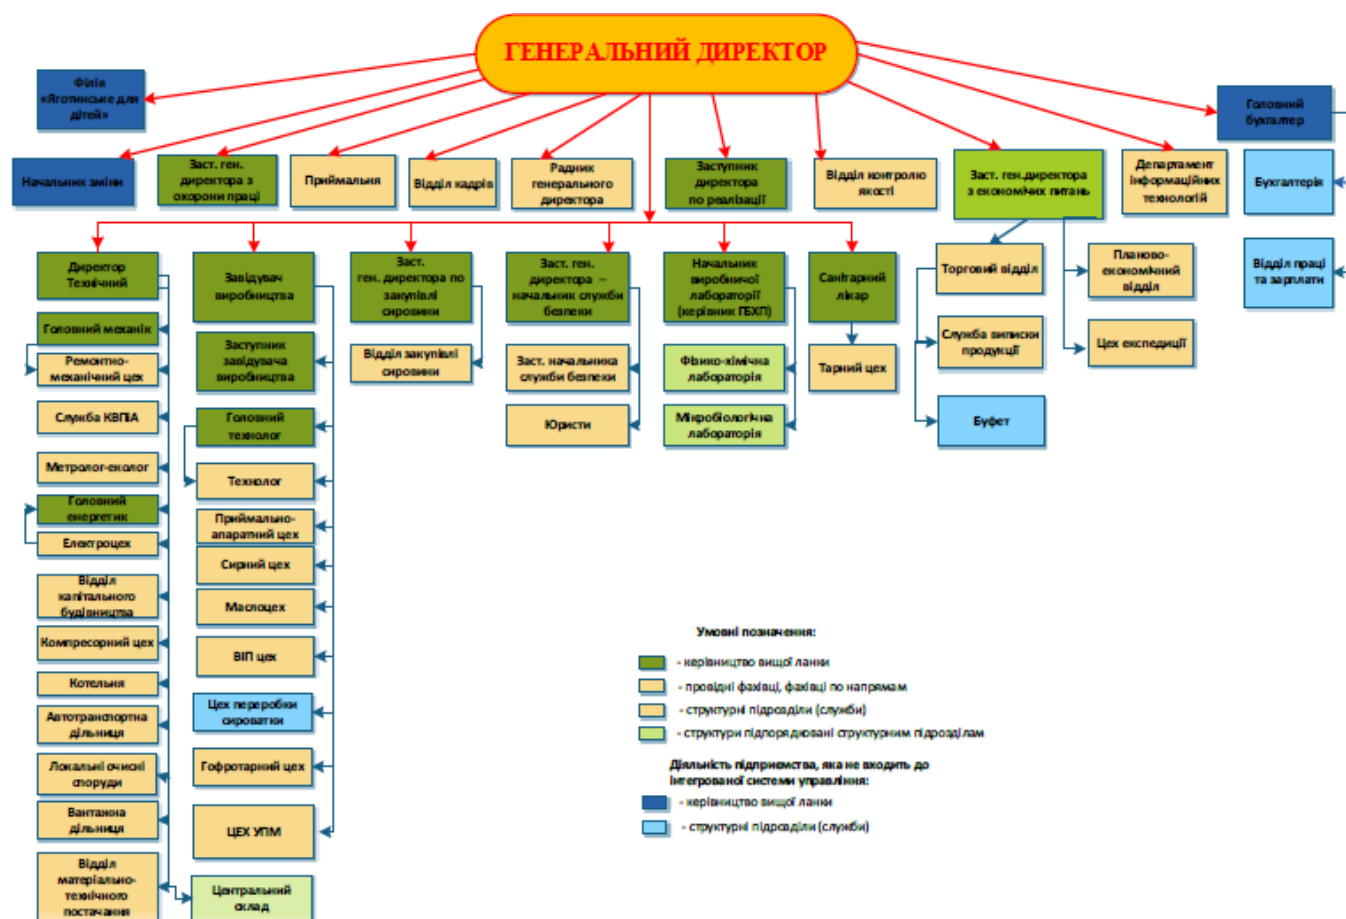 ГЕНЕРАЛЬНИЙ ДИРЕКТОР
Філія
«Яготинське для
дітей»
Головний
бухгалтер
Начальник зміни
Заст. ген.
директора з
охорони праці
Приймальня
Відділ кадрів
Радник
генерального
директора
Заступник
директора
по реалізації
Відділ контролю
якості
Заст. ген.директора
з економічих питань
Департамент
інформаційних
технологій
Бухгалтерія
Директор
Технічний
Завідувач
виробництва
Заст.
ген. директора по
закупівлі
сировини
Заст. ген.
директора –
начальник служби
безпеки
Начальник
виробничої
лабораторії
(керівник ГБХП)
Санітарний
лікар
Торговий відділ
Планово-
економічний
відділ
Відділ праці
та зарплати
Головний механік
Ремонтно-
механічний цех
Служба КВПіА
Метролог-еколог
Головний
енергетик
Електроцех
Відділ
капітального
будівництва
Компресорний цех
Котельня
Автотранспортна
дільниця
Локальні очисні
споруди
Вантажна
дільниця
Відділ
матеріально-
технічного
постачання
Заступник
завідувача
виробництва
Головний
технолог
Технолог
Приймально-
апаратний цех
Сирний цех
Маслоцех
ВІП цех
Цех переробки
сироватки
Гофротарний цех
ЦЕХ УПМ
Центральний
склад
Відділ закупівлі
сировини
Заст. начальника
служби безпеки
Юристи
Фізико-хімічна
лабораторія
Мікробіологічна
лабораторія
Тарний цех
Служба виписки
продукції
Буфет
Цех експедиції
Умовні позначення:
- керівництво вищої ланки
- провідні фахівці, фахівці по напрямам
- структурні підрозділи (служби)
- структури підпорядковані структурним підрозділам
Діяльність підприємства, яка не входить до
інтегрованої системи управління:
- керівництво вищої ланки
- структурні підрозділи (служби)